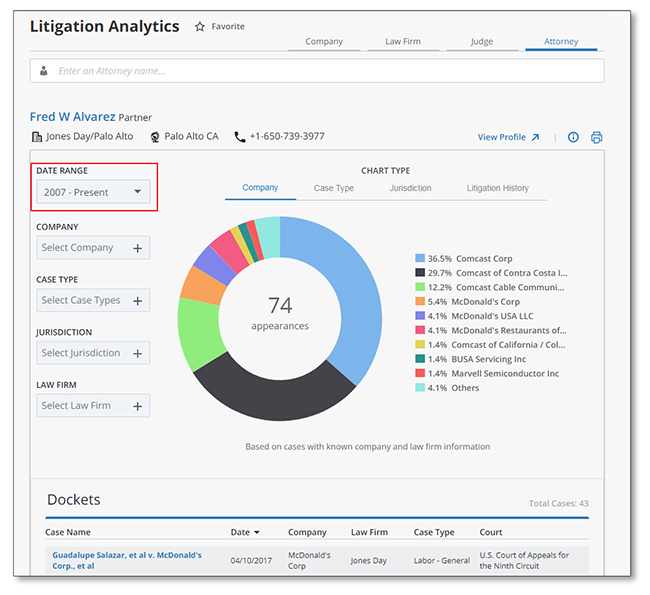 Litigation Analytics
Favorite
Company
Law Firm
Judge
Attorney
Enter an Attorney name...
Fred W Alvarez Partner
Jones Day/Palo Alto
Palo Alto CA
+1-650-739-3977
View Profile
DATE RANGE
2007 - Present
COMPANY
Select Company +
CASE TYPE
Select Case Types +
JURISDICTION
Select Jurisdiction +
LAW FIRM
Select Law Firm +
CHART TYPE
Company
Case Type
Jurisdiction
Litigation History
74
appearances
36.5% Comcast Corp
29.7% Comcast of Contra Costa I...
12.2% Comcast Cable Communi...
5.4% McDonald's Corp
4.1% McDonald's USA LLC
4.1% McDonald's Restaurants of...
1.4% Comcast of California / Col...
1.4% BUSA Servicing Inc
1.4% Marvell Semiconductor Inc
4.1% Others
Based on cases with known company and law firm information
Dockets
Total Cases: 43
Case Name Date Company Law Firm Case Type Court
Guadalupe Salazar, et al v. McDonald's
Corp., et al
04/10/2017
McDonald's
Corp
Jones Day
Labor - General
U.S. Court of Appeals for
the Ninth Circuit